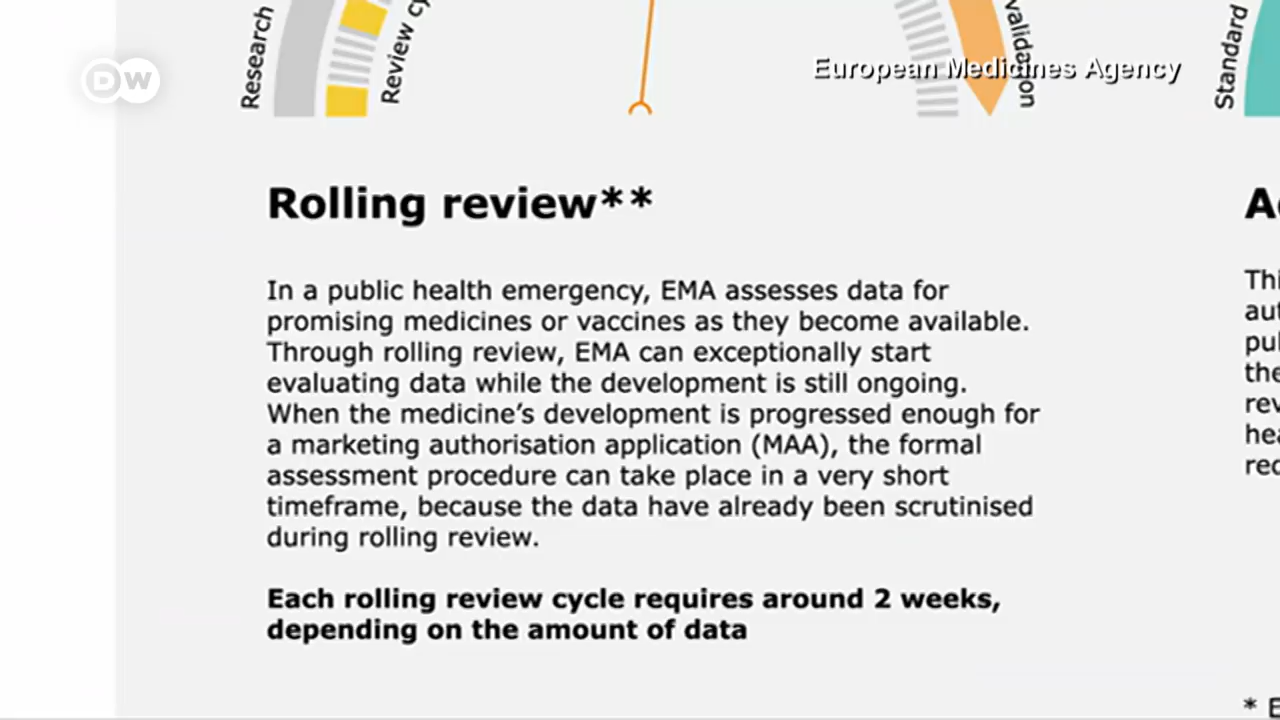 Research
Review
validation
Standard
DW
European Medicines Agency
Rolling review**
In a public health emergency, EMA assesses data for
promising medicines or vaccines as they become available.
Through rolling review, EMA can exceptionally start
evaluating data while the development is still ongoing.
When the medicine’s development is progressed enough for
a marketing authorisation application (MAA), the formal
assessment procedure can take place in a very short
timeframe, because the data have already been scrutinised
during rolling review.
Each rolling review cycle requires around 2 weeks,
depending on the amount of data